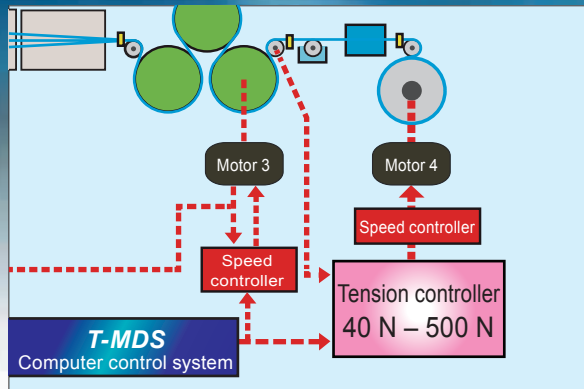 Motor 3
Motor 4
Speed controller
Speed
controller
Tension controller
40 N – 500 N
T-MDS
Computer control system